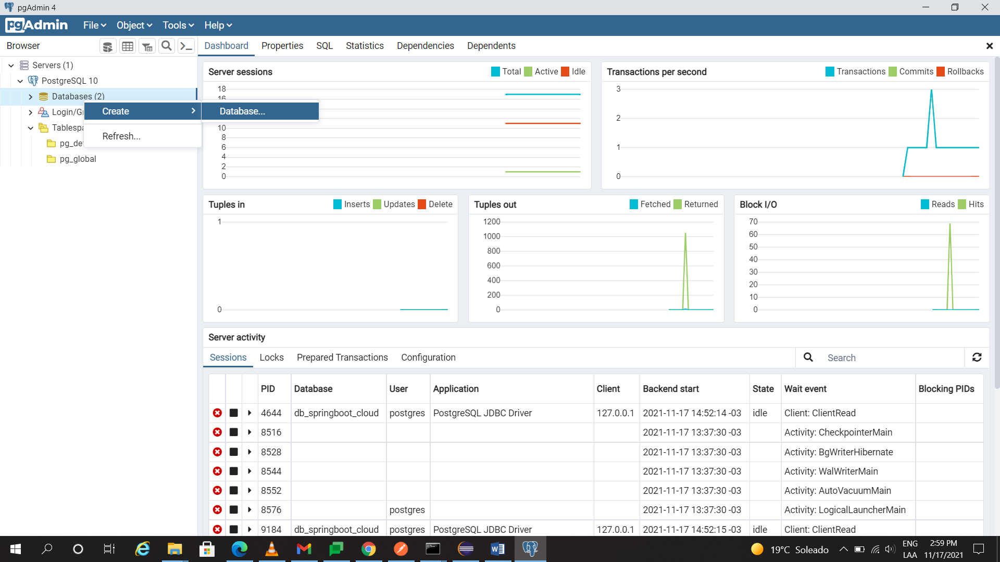 pgAdmin 4
pgAdmin File Object Tools Help
Browser
Dashboard Properties SQL Statistics Dependencies Dependents
Servers (1)
PostgreSQL 10
Databases (2)
Login/Gr
Tablespa
pg_de
pg_global
Create
Database...
Refresh...
Server sessions Total Active Idle
18
16
10
8
6
4
2
0
Transactions per second Transactions Commits Rollbacks
3
2
1
0
Tuples in Inserts Updates Delete
1
0
Tuples out Fetched Returned
1200
1000
800
600
400
200
0
Block I/O Reads Hits
70
60
50
40
30
20
10
0
Server activity
Sessions Locks Prepared Transactions Configuration Search
PID Database User Application Client Backend start State Wait event Blocking PIDs
4644 db_springboot_cloud postgres PostgreSQL JDBC Driver 127.0.0.1 2021-11-17 14:52:14 -03 idle Client: ClientRead
8516 2021-11-17 13:37:30 -03 Activity: CheckpointerMain
8528 2021-11-17 13:37:30 -03 Activity: BgWriterHibernate
8544 2021-11-17 13:37:30 -03 Activity: WalWriterMain
8552 2021-11-17 13:37:30 -03 Activity: AutoVacuumMain
8576 postgres 2021-11-17 13:37:30 -03 Activity: LogicalLauncherMain
9184 db_springboot_cloud postgres PostgreSQL JDBC Driver 127.0.0.1 2021-11-17 14:52:15 -03 idle Client: ClientRead
19°C Soleado
ENG
LAA
2:59 PM
11/17/2021